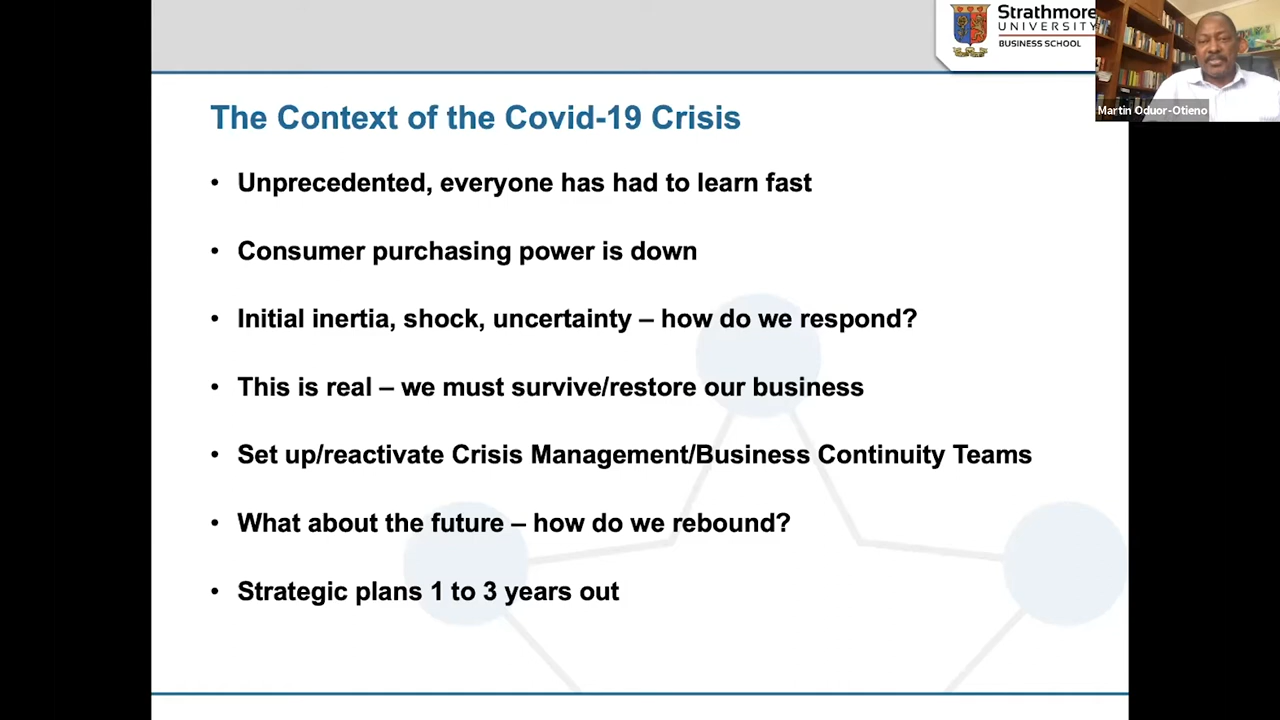 Strathmore
UNIVERSITY
BUSINESS SCHOOL
Martin Oduor-Otieno
The Context of the Covid-19 Crisis
• Unprecedented, everyone has had to learn fast
• Consumer purchasing power is down
• Initial inertia, shock, uncertainty – how do we respond?
• This is real – we must survive/restore our business
• Set up/reactivate Crisis Management/Business Continuity Teams
• What about the future – how do we rebound?
• Strategic plans 1 to 3 years out